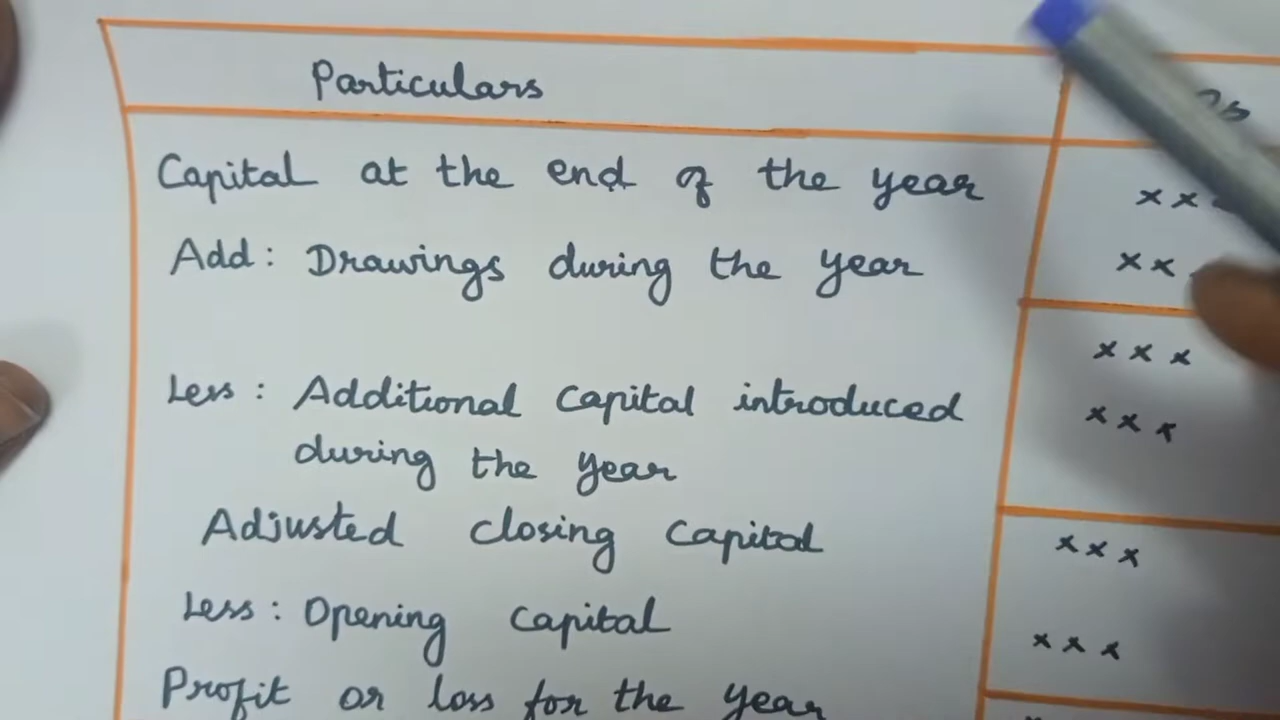 Particulars
Capital at the end of the year xx
Add: Drawings during the year xx
xxx
Less: Additional capital introduced xxx
during the year
Adjusted closing capital xxx
Less: Opening capital xxx
Profit or loss for the year